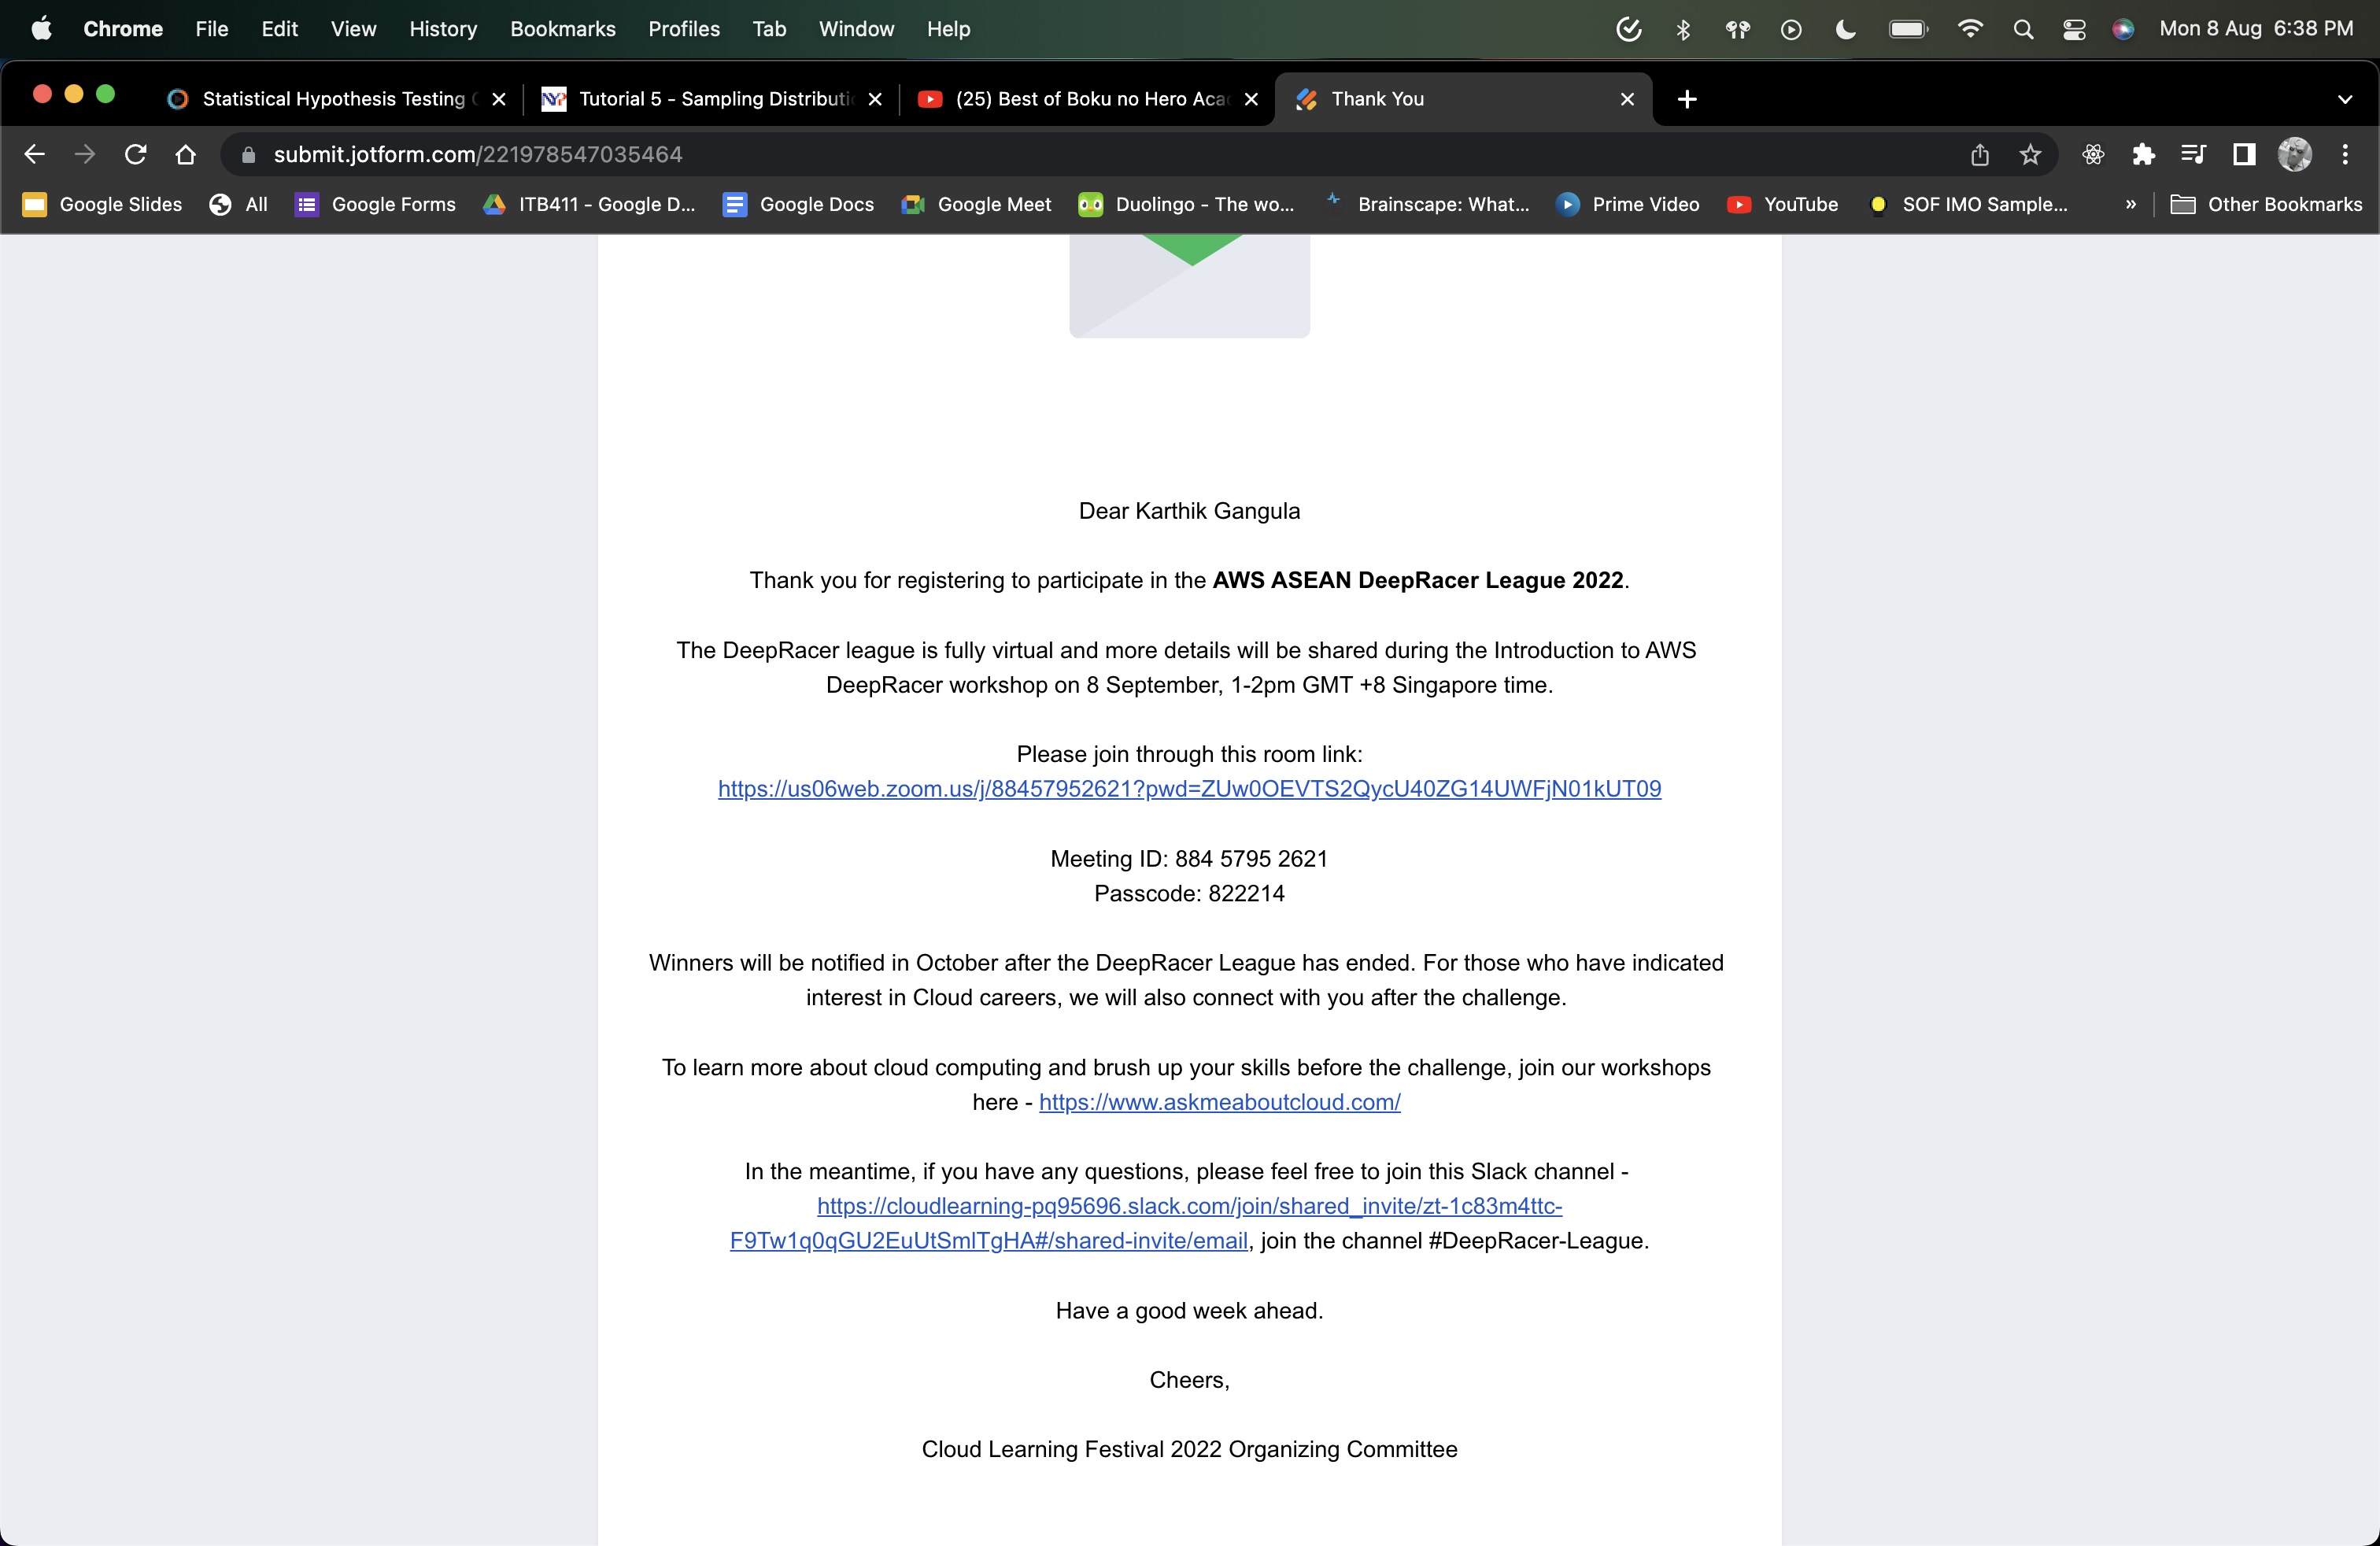 Chrome File Edit View History Bookmarks Profiles Tab Window Help Mon 8 Aug 6:38 PM
Statistical Hypothesis Testing Tutorial 5 - Sampling Distributi (25) Best of Boku no Hero Aca Thank You
submit.jotform.com/221978547035464
Google Slides All Google Forms ITB411 - Google D... Google Docs Google Meet Duolingo - The wo... Brainscape: What... Prime Video YouTube SOF IMO Sample... » Other Bookmarks
Dear Karthik Gangula
Thank you for registering to participate in the AWS ASEAN DeepRacer League 2022.
The DeepRacer league is fully virtual and more details will be shared during the Introduction to AWS
DeepRacer workshop on 8 September, 1-2pm GMT +8 Singapore time.
Please join through this room link:
https://us06web.zoom.us/j/88457952621?pwd=ZUw0OEVTS2QycU40ZG14UWFjN01kUT09
Meeting ID: 884 5795 2621
Passcode: 822214
Winners will be notified in October after the DeepRacer League has ended. For those who have indicated
interest in Cloud careers, we will also connect with you after the challenge.
To learn more about cloud computing and brush up your skills before the challenge, join our workshops
here - https://www.askmeaboutcloud.com/
In the meantime, if you have any questions, please feel free to join this Slack channel -
https://cloudlearning-pq95696.slack.com/join/shared_invite/zt-1c83m4ttc-
F9Tw1q0qGU2EuUtSmlTgHA#/shared-invite/email, join the channel #DeepRacer-League.
Have a good week ahead.
Cheers,
Cloud Learning Festival 2022 Organizing Committee